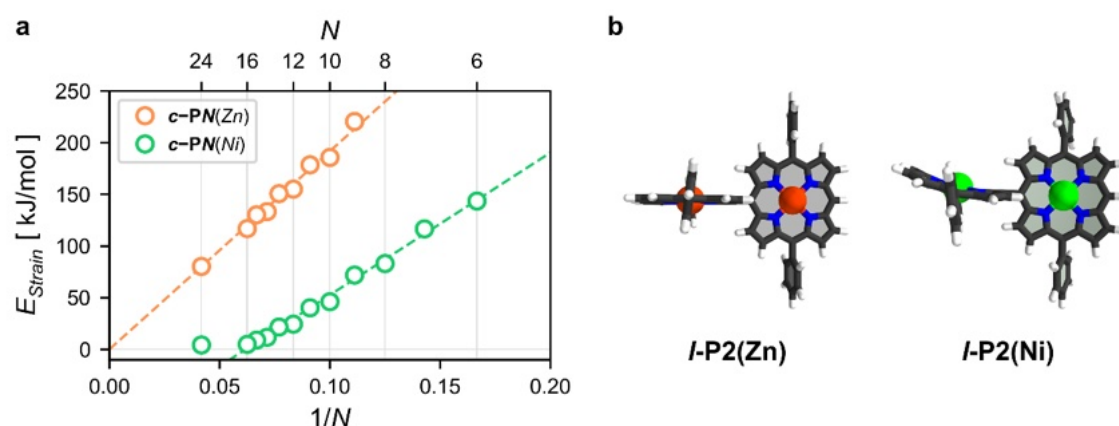 a
N
24 16 12 10 8 6
250
200
150
100
50
0
E_Strain [ kJ/mol ]
c-PN(Zn)
c-PN(Ni)
0.00 0.05 0.10 0.15 0.20
1/N
b
l-P2(Zn) l-P2(Ni)